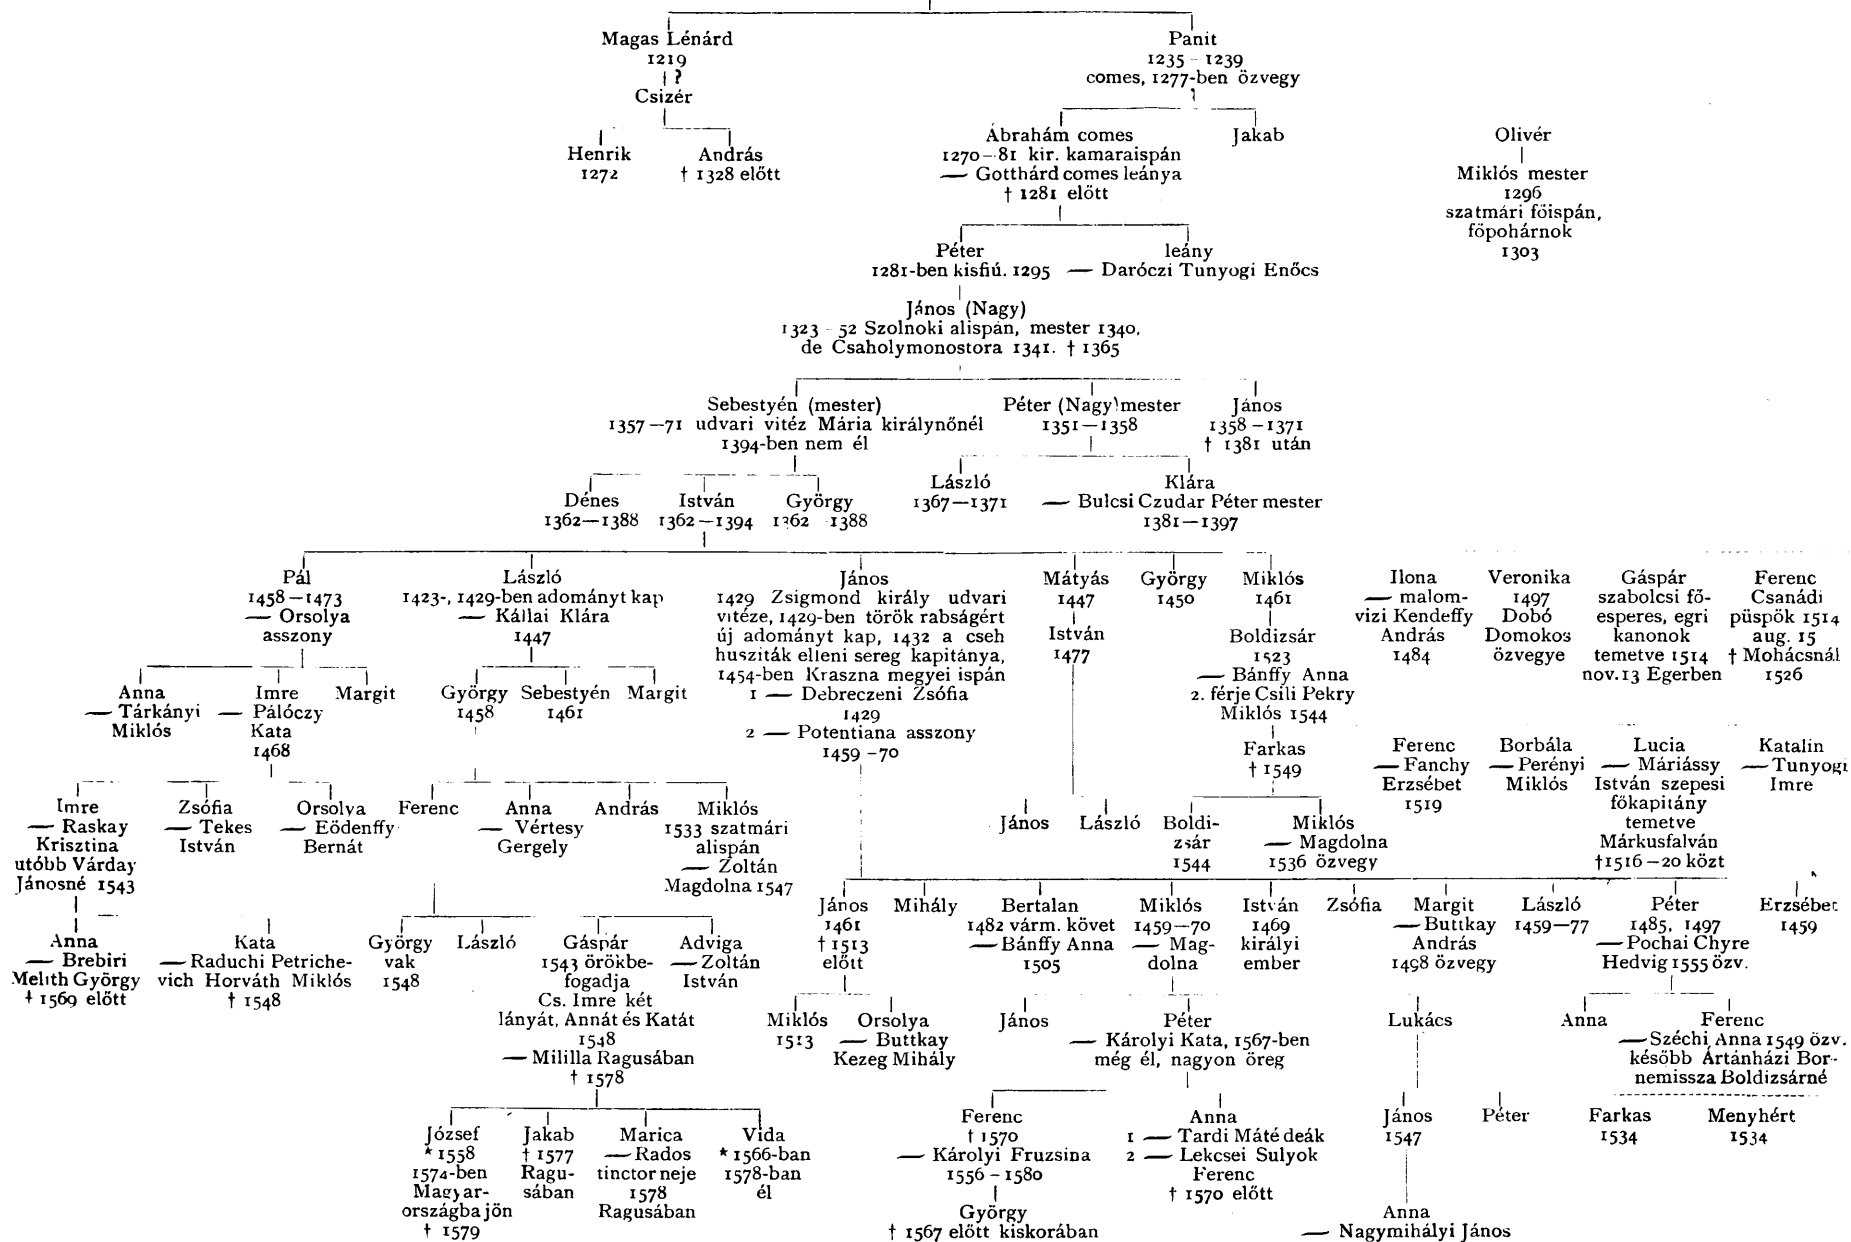 Magas Lénárd
1219
?
Csizér
Henrik
1272
András
† 1328 előtt
Panit
1235 – 1239
comes, 1277-ben özvegy
Ábrahám comes
1270–81 kir. kamaraispán
— Gotthárd comes leánya
† 1281 előtt
Jakab
Olivér
Miklós mester
1296
szatmári főispán,
főpohárnok
1303
Péter
1281-ben kisfiú. 1295
leány
— Daróczi Tunyogi Enőcs
János (Nagy)
1323 – 52 Szolnoki alispán, mester 1340,
de Csaholymonostora 1341. † 1365
Sebestyén (mester)
1357–71 udvari vitéz Mária királynőnél
1394-ben nem él
Péter (Nagy) mester
1351–1358
János
1358–1371
† 1381 után
Dénes
1362–1388
István
1362–1394
György
1362 1388
László
1367–1371
Klára
— Bulcsi Czudar Péter mester
1381–1397
Pál
1458–1473
— Orsolya
asszony
László
1423-, 1429-ben adományt kap
— Kállai Klára
1447
János
1429 Zsigmond király udvari
vitéze, 1429-ben török rabságért
új adományt kap, 1432 a cseh
husziták elleni sereg kapitánya,
1454-ben Kraszna megyei ispán
1 — Debreczeni Zsófia
1429
2 — Potentiana asszony
1459–70
Mátyás
1447
István
1477
György
1450
Miklós
1461
Boldizsár
1523
— Bánffy Anna
2. férje Csili Pekry
Miklós 1544
Farkas
† 1549
Ilona
— malom-
vizi Kendeffy
András
1484
Veronika
1497
Dobó
Domokos
özvegye
Gáspár
szabolcsi fő-
esperes, egri
kanonok
temetve 1514
nov. 13 Egerben
Ferenc
Csanádi
püspök 1514
aug. 15
† Mohácsnál
1526
Anna
— Tárkányi
Miklós
Imre
— Pálóczy
Kata
1468
Margit
György
1458
Sebestyén
1461
Margit
Ferenc
— Fanchy
Erzsébet
1519
Borbála
— Perényi
Miklós
Lucia
— Máriássy
István szepesi
főkapitány
temetve
Márkusfalván
†1516–20 közt
Katalin
— Tunyogi
Imre
Imre
— Raskay
Krisztina
utóbb Várday
Jánosné 1543
Zsófia
— Tekes
István
Orsolya
— Eödenffy
Bernát
Ferenc
Anna
— Vértesy
Gergely
András
Miklós
1533 szatmári
alispán
— Zoltán
Magdolna 1547
János
László
Boldi-
zsár
1544
Miklós
— Magdolna
1536 özvegy
Anna
— Brebiri
Melith György
† 1569 előtt
Kata
— Raduchi Petriche-
vich Horváth Miklós
† 1548
György
vak
1548
László
Gáspár
1543 örökbe-
fogadja
Cs. Imre két
lányát, Annát és Katát
1548
— Mililla Ragusában
† 1578
Adviga
— Zoltán
István
János
1461
† 1513
előtt
Mihály
Bertalan
1482 várm. követ
— Bánffy Anna
1505
Miklós
1459–70
— Mag-
dolna
István
1469
királyi
ember
Zsófia
Margit
— Buttkay
András
1498 özvegy
László
1459–77
Péter
1485, 1497
— Pochai Chyre
Hedvig 1555 özv.
Erzsébet
1459
Miklós
1513
Orsolya
— Buttkay
Kezeg Mihály
János
Péter
— Károlyi Kata, 1567-ben
még él, nagyon öreg
Lukács
Anna
Ferenc
— Széchi Anna 1549 özv.
később Ártánházi Bor-
nemissza Boldizsárné
József
* 1558
1574-ben
Magyar-
országba jön
† 1579
Jakab
† 1577
Ragu-
sában
Marica
— Rados
tinctor neje
1578
Ragusában
Vida
* 1566-ban
1578-ban
él
Ferenc
† 1570
— Károlyi Fruzsina
1556 – 1580
György
† 1567 előtt kiskorában
Anna
1 — Tardi Máté deák
2 — Lekcsei Sulyok
Ferenc
† 1570 előtt
János
1547
Anna
— Nagymihályi János
Péter
Farkas
1534
Menyhért
1534